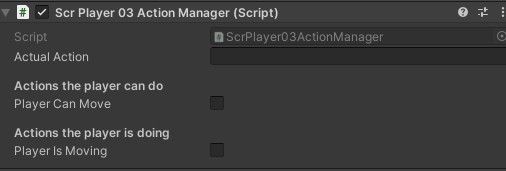 Scr Player 03 Action Manager (Script)
Script ScrPlayer03ActionManager
Actual Action
Actions the player can do
Player Can Move
Actions the player is doing
Player Is Moving